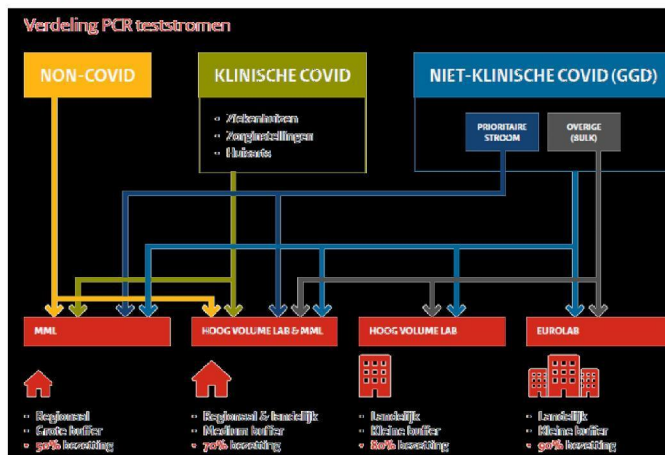 Verdeling PCR teststromen
NON-COVID
KLINISCHE COVID
• Ziekenhuizen
• Zorginstellingen
• Huisarts
NIET-KLINISCHE COVID (GGD)
PRIORITAIRE
STROOM
OVERIGE
(BULK)
MML
HOOG VOLUME LAB & MML
HOOG VOLUME LAB
EUROLAB
• Regionaal
• Grote buffer
• 50% bezetting
• Regionaal & landelijk
• Medium buffer
• 70% bezetting
• Landelijk
• Kleine buffer
• 80% bezetting
• Landelijk
• Kleine buffer
• 90% bezetting